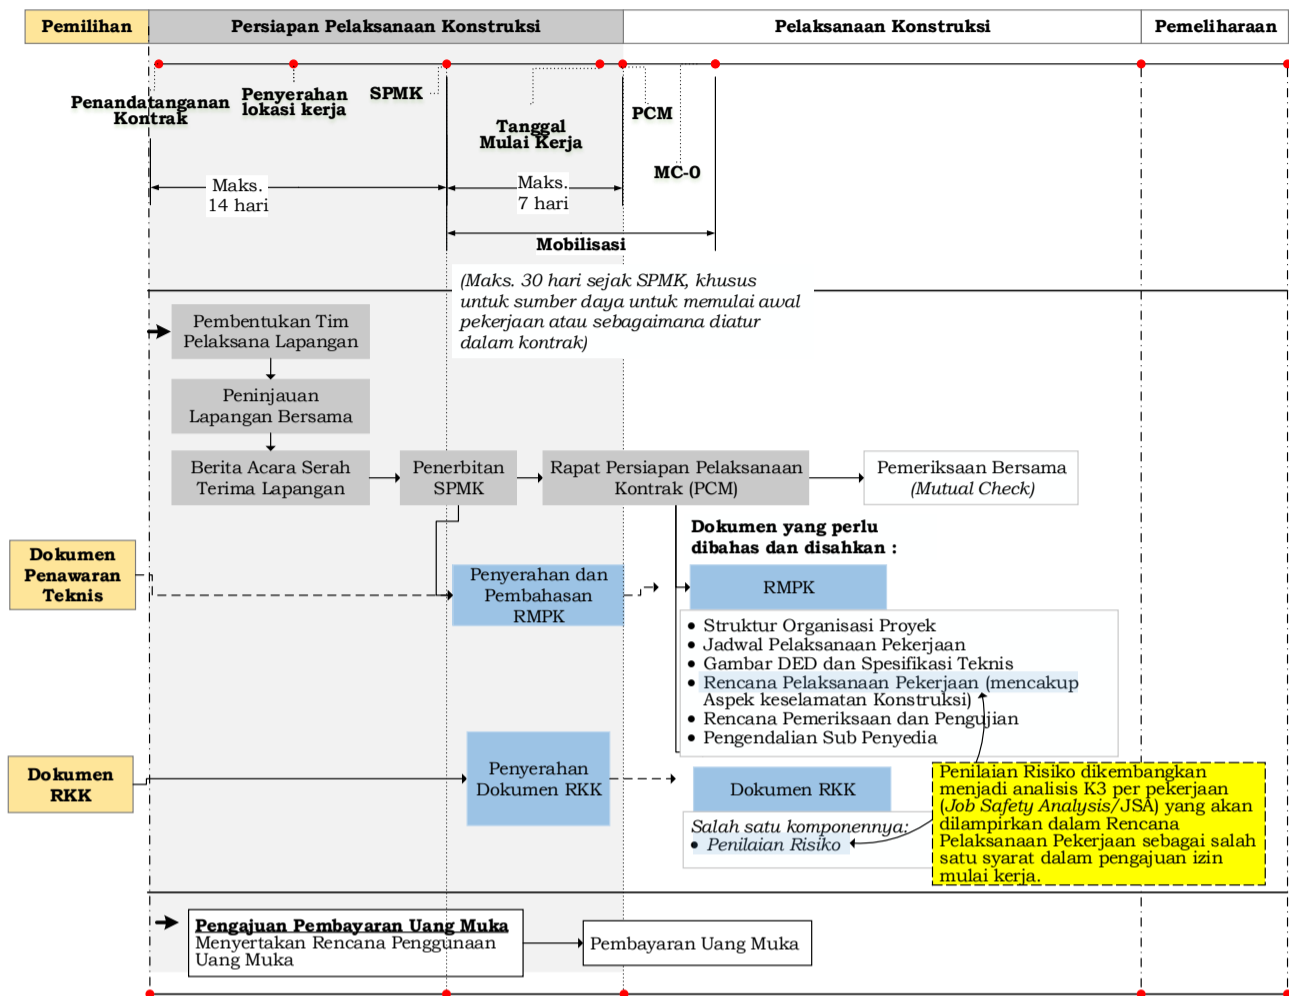 Pemilihan
Persiapan Pelaksanaan Konstruksi
Pelaksanaan Konstruksi
Pemeliharaan
Penandatanganan
Kontrak
Penyerahan
lokasi kerja
SPMK
Tanggal
Mulai Kerja
PCM
MC-0
Maks.
14 hari
Maks.
7 hari
Mobilisasi
(Maks. 30 hari sejak SPMK, khusus
untuk sumber daya untuk memulai awal
pekerjaan atau sebagaimana diatur
dalam kontrak)
Pembentukan Tim
Pelaksana Lapangan
Peninjauan
Lapangan Bersama
Berita Acara Serah
Terima Lapangan
Penerbitan
SPMK
Rapat Persiapan Pelaksanaan
Kontrak (PCM)
Pemeriksaan Bersama
(Mutual Check)
Dokumen yang perlu
dibahas dan disahkan :
Dokumen
Penawaran
Teknis
Penyerahan dan
Pembahasan
RMPK
RMPK
• Struktur Organisasi Proyek
• Jadwal Pelaksanaan Pekerjaan
• Gambar DED dan Spesifikasi Teknis
• Rencana Pelaksanaan Pekerjaan (mencakup
Aspek keselamatan Konstruksi)
• Rencana Pemeriksaan dan Pengujian
• Pengendalian Sub Penyedia
Dokumen
RKK
Penyerahan
Dokumen RKK
Dokumen RKK
Salah satu komponennya:
• Penilaian Risiko
Penilaian Risiko dikembangkan
menjadi analisis K3 per pekerjaan
(Job Safety Analysis/JSA) yang akan
dilampirkan dalam Rencana
Pelaksanaan Pekerjaan sebagai salah
satu syarat dalam pengajuan izin
mulai kerja.
Pengajuan Pembayaran Uang Muka
Menyertakan Rencana Penggunaan
Uang Muka
Pembayaran Uang Muka